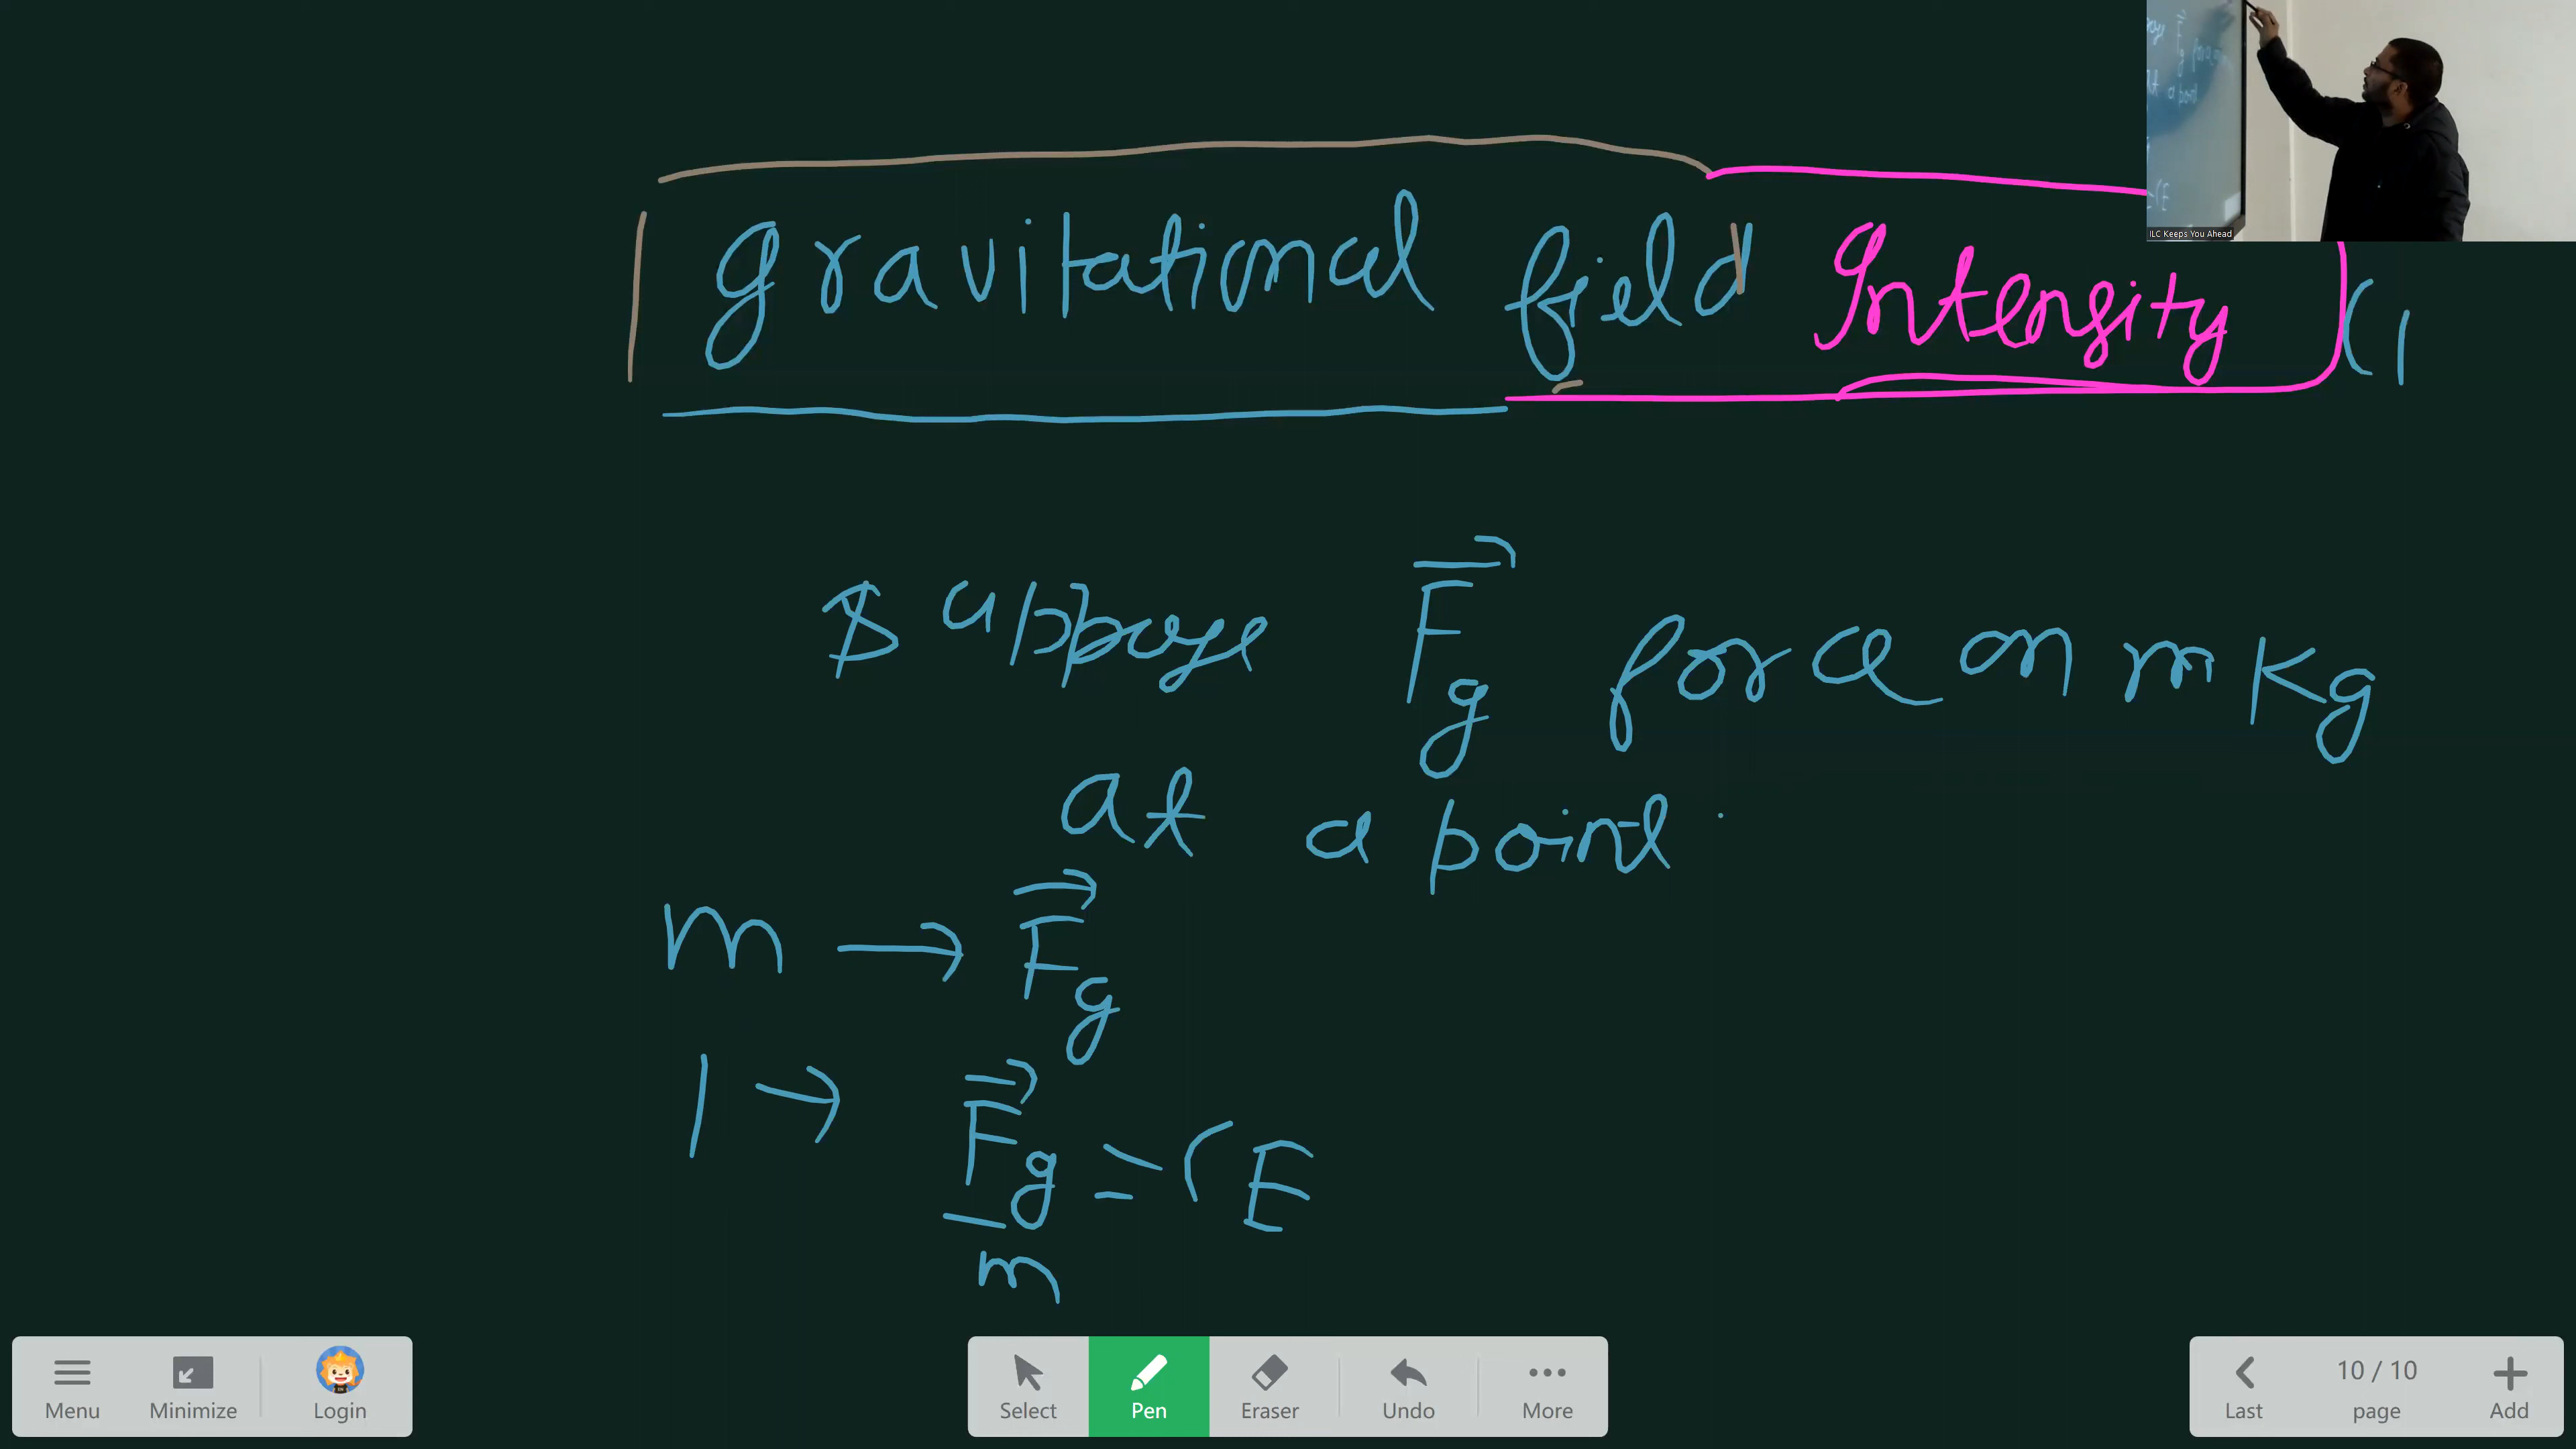 ILC Keeps You Ahead
gravitational field Intensity (1
Suppose F⃗g force on m Kg
at a point.
m → F⃗g
1 → F⃗g/m = (E
Menu Minimize Login Select Pen Eraser Undo More Last 10 / 10 page Add